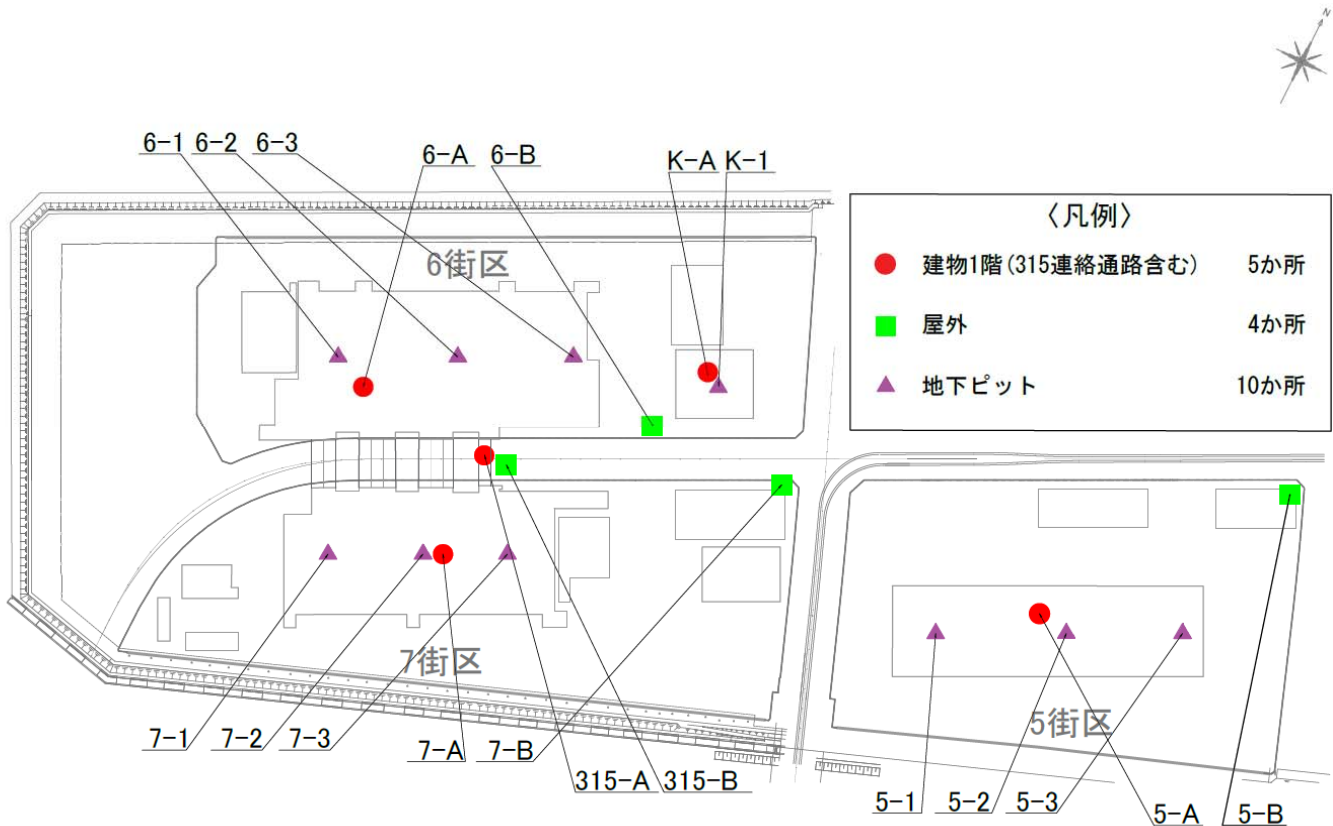 N
6-1
6-2
6-3
6-A
6-B
K-A
K-1
〈凡例〉
建物1階(315連絡通路含む) 5か所
屋外 4か所
地下ピット 10か所
6街区
7街区
5街区
7-1
7-2
7-3
7-A
7-B
315-A
315-B
5-1
5-2
5-3
5-A
5-B